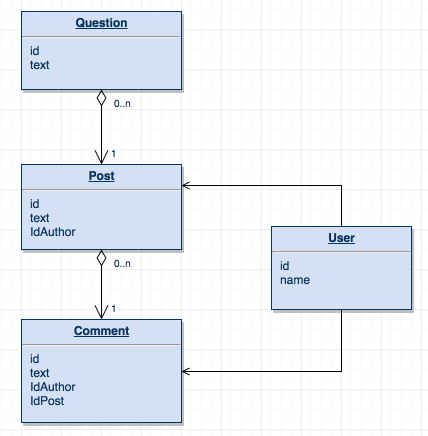 Question
id
text
0..n
1
Post
id
text
IdAuthor
0..n
1
User
id
name
Comment
id
text
IdAuthor
IdPost